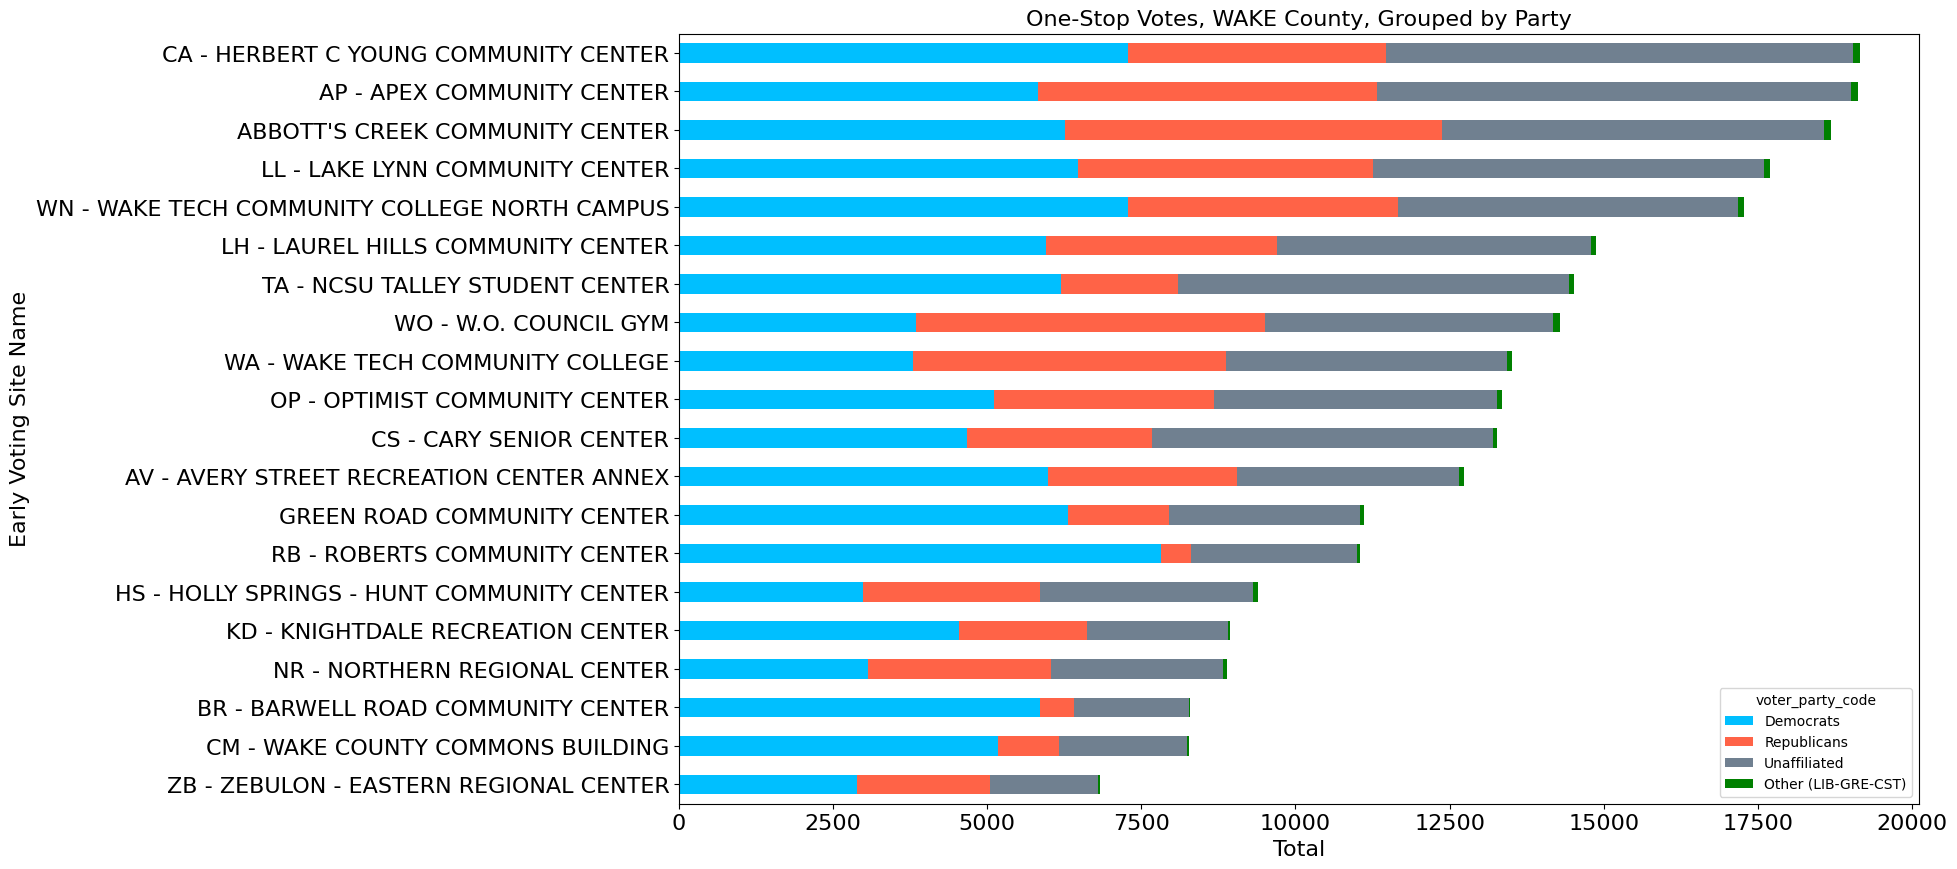 One-Stop Votes, WAKE County, Grouped by Party
Early Voting Site Name
CA - HERBERT C YOUNG COMMUNITY CENTER
AP - APEX COMMUNITY CENTER
ABBOTT'S CREEK COMMUNITY CENTER
LL - LAKE LYNN COMMUNITY CENTER
WN - WAKE TECH COMMUNITY COLLEGE NORTH CAMPUS
LH - LAUREL HILLS COMMUNITY CENTER
TA - NCSU TALLEY STUDENT CENTER
WO - W.O. COUNCIL GYM
WA - WAKE TECH COMMUNITY COLLEGE
OP - OPTIMIST COMMUNITY CENTER
CS - CARY SENIOR CENTER
AV - AVERY STREET RECREATION CENTER ANNEX
GREEN ROAD COMMUNITY CENTER
RB - ROBERTS COMMUNITY CENTER
HS - HOLLY SPRINGS - HUNT COMMUNITY CENTER
KD - KNIGHTDALE RECREATION CENTER
NR - NORTHERN REGIONAL CENTER
BR - BARWELL ROAD COMMUNITY CENTER
CM - WAKE COUNTY COMMONS BUILDING
ZB - ZEBULON - EASTERN REGIONAL CENTER
voter_party_code
Democrats
Republicans
Unaffiliated
Other (LIB-GRE-CST)
0 2500 5000 7500 10000 12500 15000 17500 20000
Total